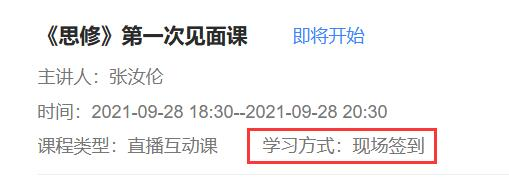 《思修》第一次见面课 即将开始
主讲人：张汝伦
时间：2021-09-28 18:30--2021-09-28 20:30
课程类型：直播互动课 学习方式：现场签到